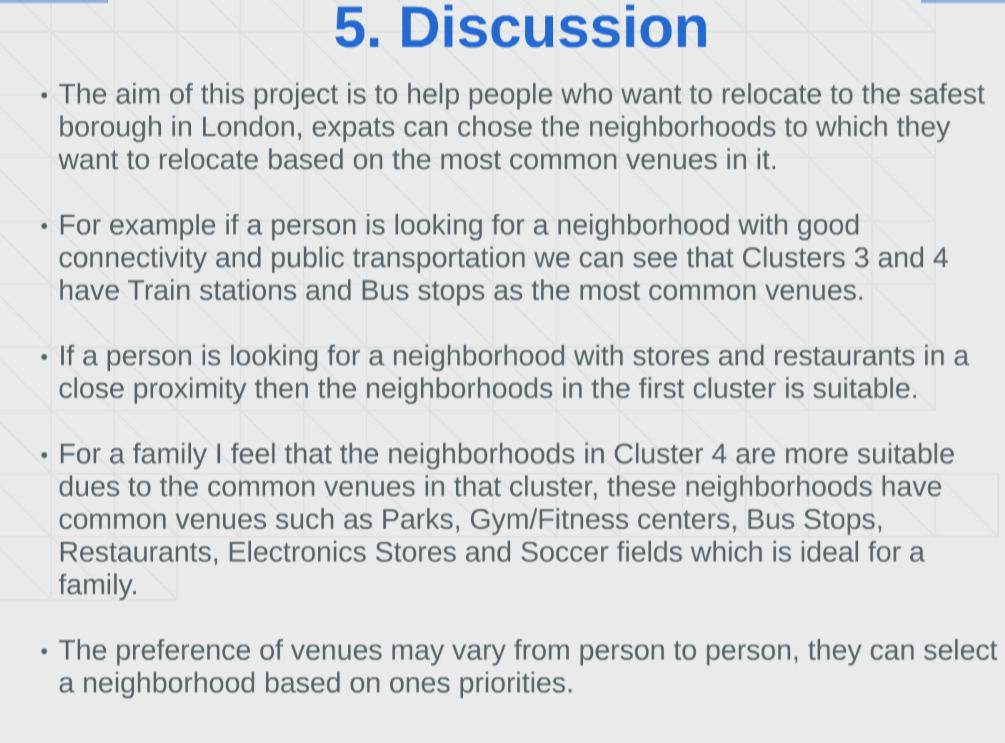 5. Discussion
• The aim of this project is to help people who want to relocate to the safest
borough in London, expats can chose the neighborhoods to which they
want to relocate based on the most common venues in it.
• For example if a person is looking for a neighborhood with good
connectivity and public transportation we can see that Clusters 3 and 4
have Train stations and Bus stops as the most common venues.
• If a person is looking for a neighborhood with stores and restaurants in a
close proximity then the neighborhoods in the first cluster is suitable.
• For a family I feel that the neighborhoods in Cluster 4 are more suitable
dues to the common venues in that cluster, these neighborhoods have
common venues such as Parks, Gym/Fitness centers, Bus Stops,
Restaurants, Electronics Stores and Soccer fields which is ideal for a
family.
• The preference of venues may vary from person to person, they can select
a neighborhood based on ones priorities.